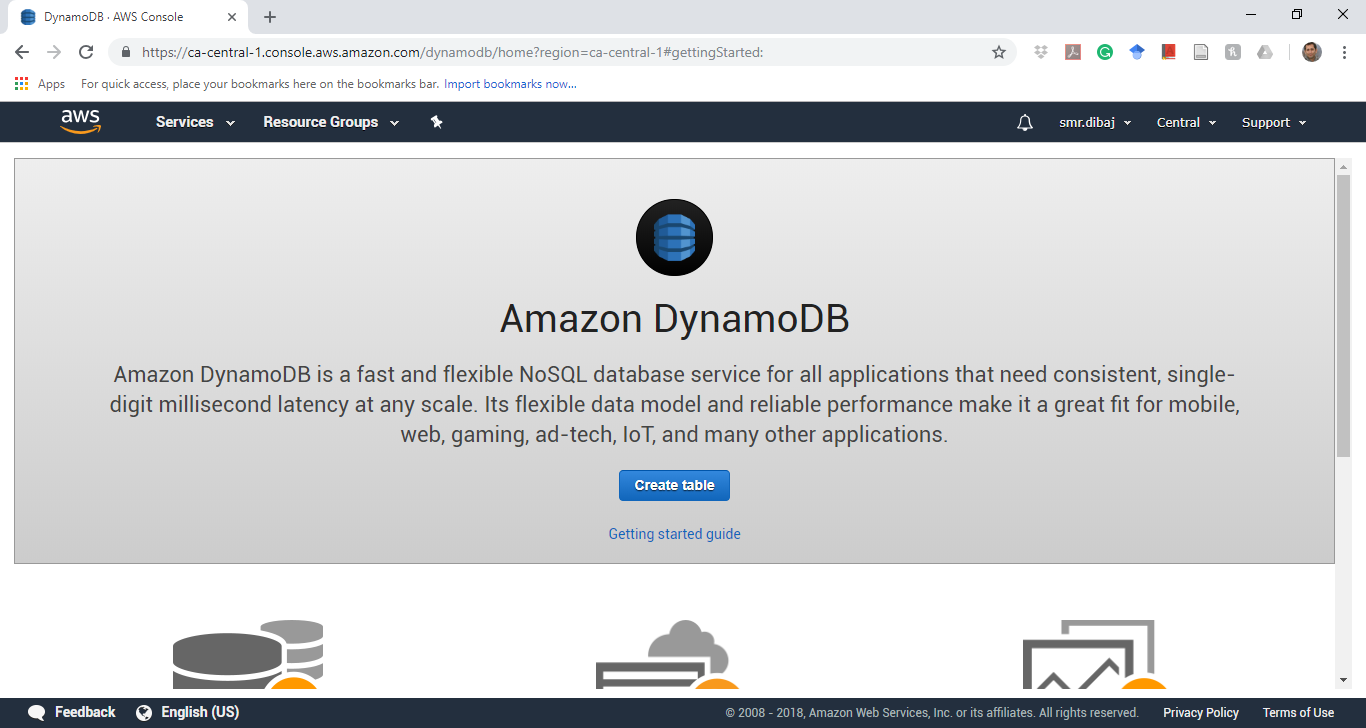 DynamoDB · AWS Console
https://ca-central-1.console.aws.amazon.com/dynamodb/home?region=ca-central-1#gettingStarted:
Apps For quick access, place your bookmarks here on the bookmarks bar. Import bookmarks now...
aws Services Resource Groups smr.dibaj Central Support
Amazon DynamoDB
Amazon DynamoDB is a fast and flexible NoSQL database service for all applications that need consistent, single-
digit millisecond latency at any scale. Its flexible data model and reliable performance make it a great fit for mobile,
web, gaming, ad-tech, IoT, and many other applications.
Create table
Getting started guide
Feedback English (US) © 2008 - 2018, Amazon Web Services, Inc. or its affiliates. All rights reserved. Privacy Policy Terms of Use